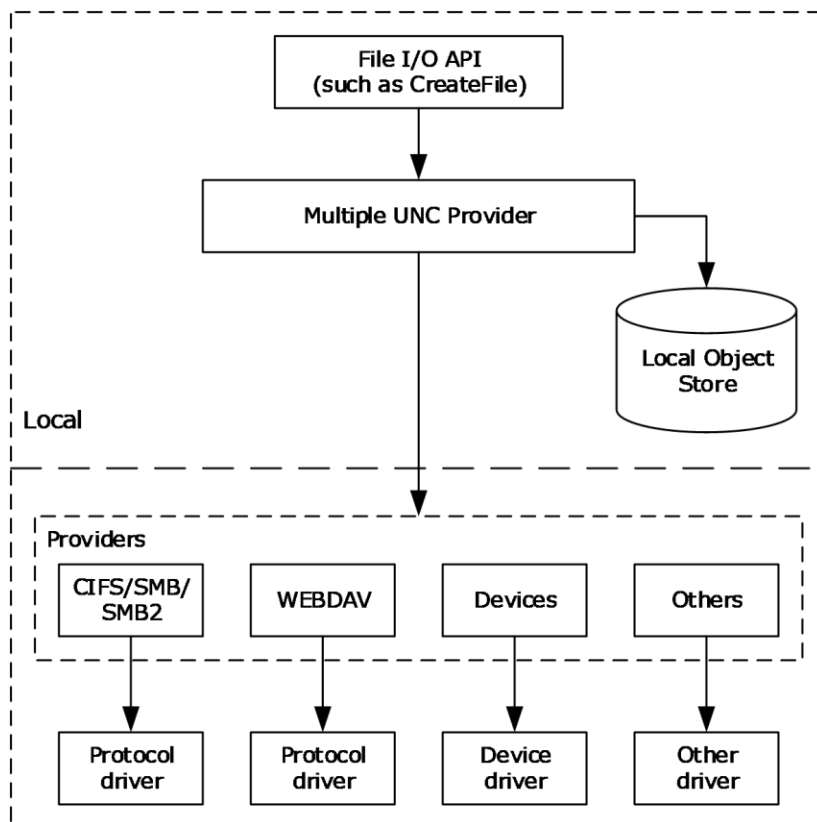 File I/O API
(such as CreateFile)
Multiple UNC Provider
Local Object
Store
Local
Providers
CIFS/SMB/
SMB2
WEBDAV
Devices
Others
Protocol
driver
Protocol
driver
Device
driver
Other
driver